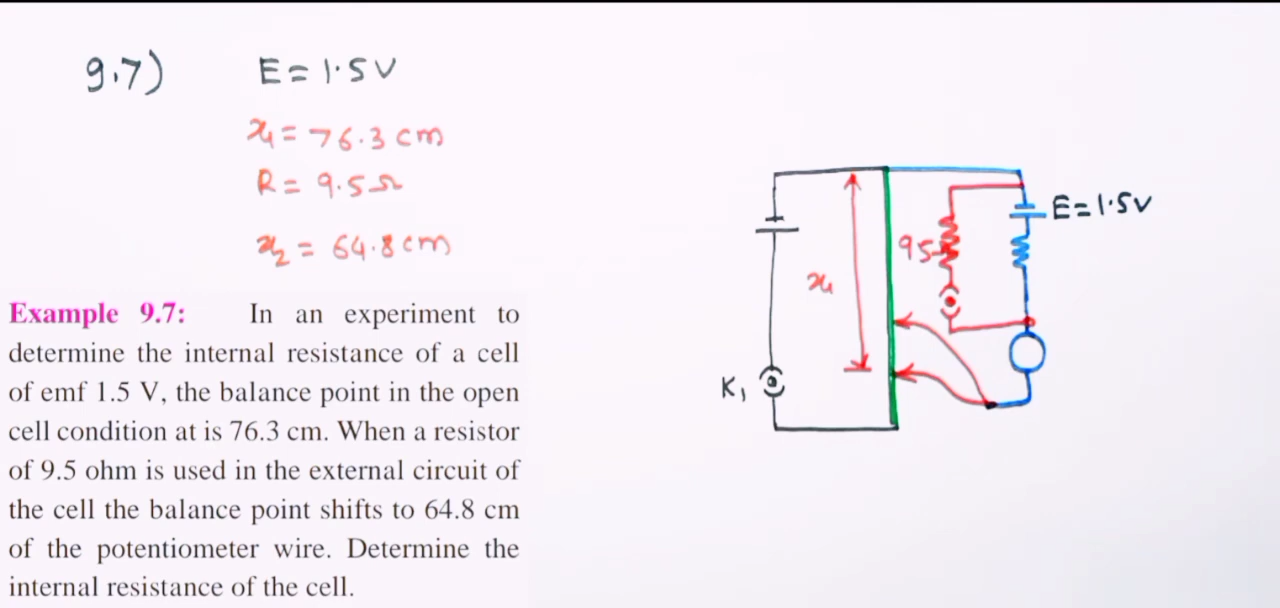 9.7) E = 1.5V
x₁ = 76.3 cm
R = 9.5Ω
x₂ = 64.8 cm
Example 9.7: In an experiment to
determine the internal resistance of a cell
of emf 1.5 V, the balance point in the open
cell condition at is 76.3 cm. When a resistor
of 9.5 ohm is used in the external circuit of
the cell the balance point shifts to 64.8 cm
of the potentiometer wire. Determine the
internal resistance of the cell.
E=1.5V
9.5
x₁
K₁